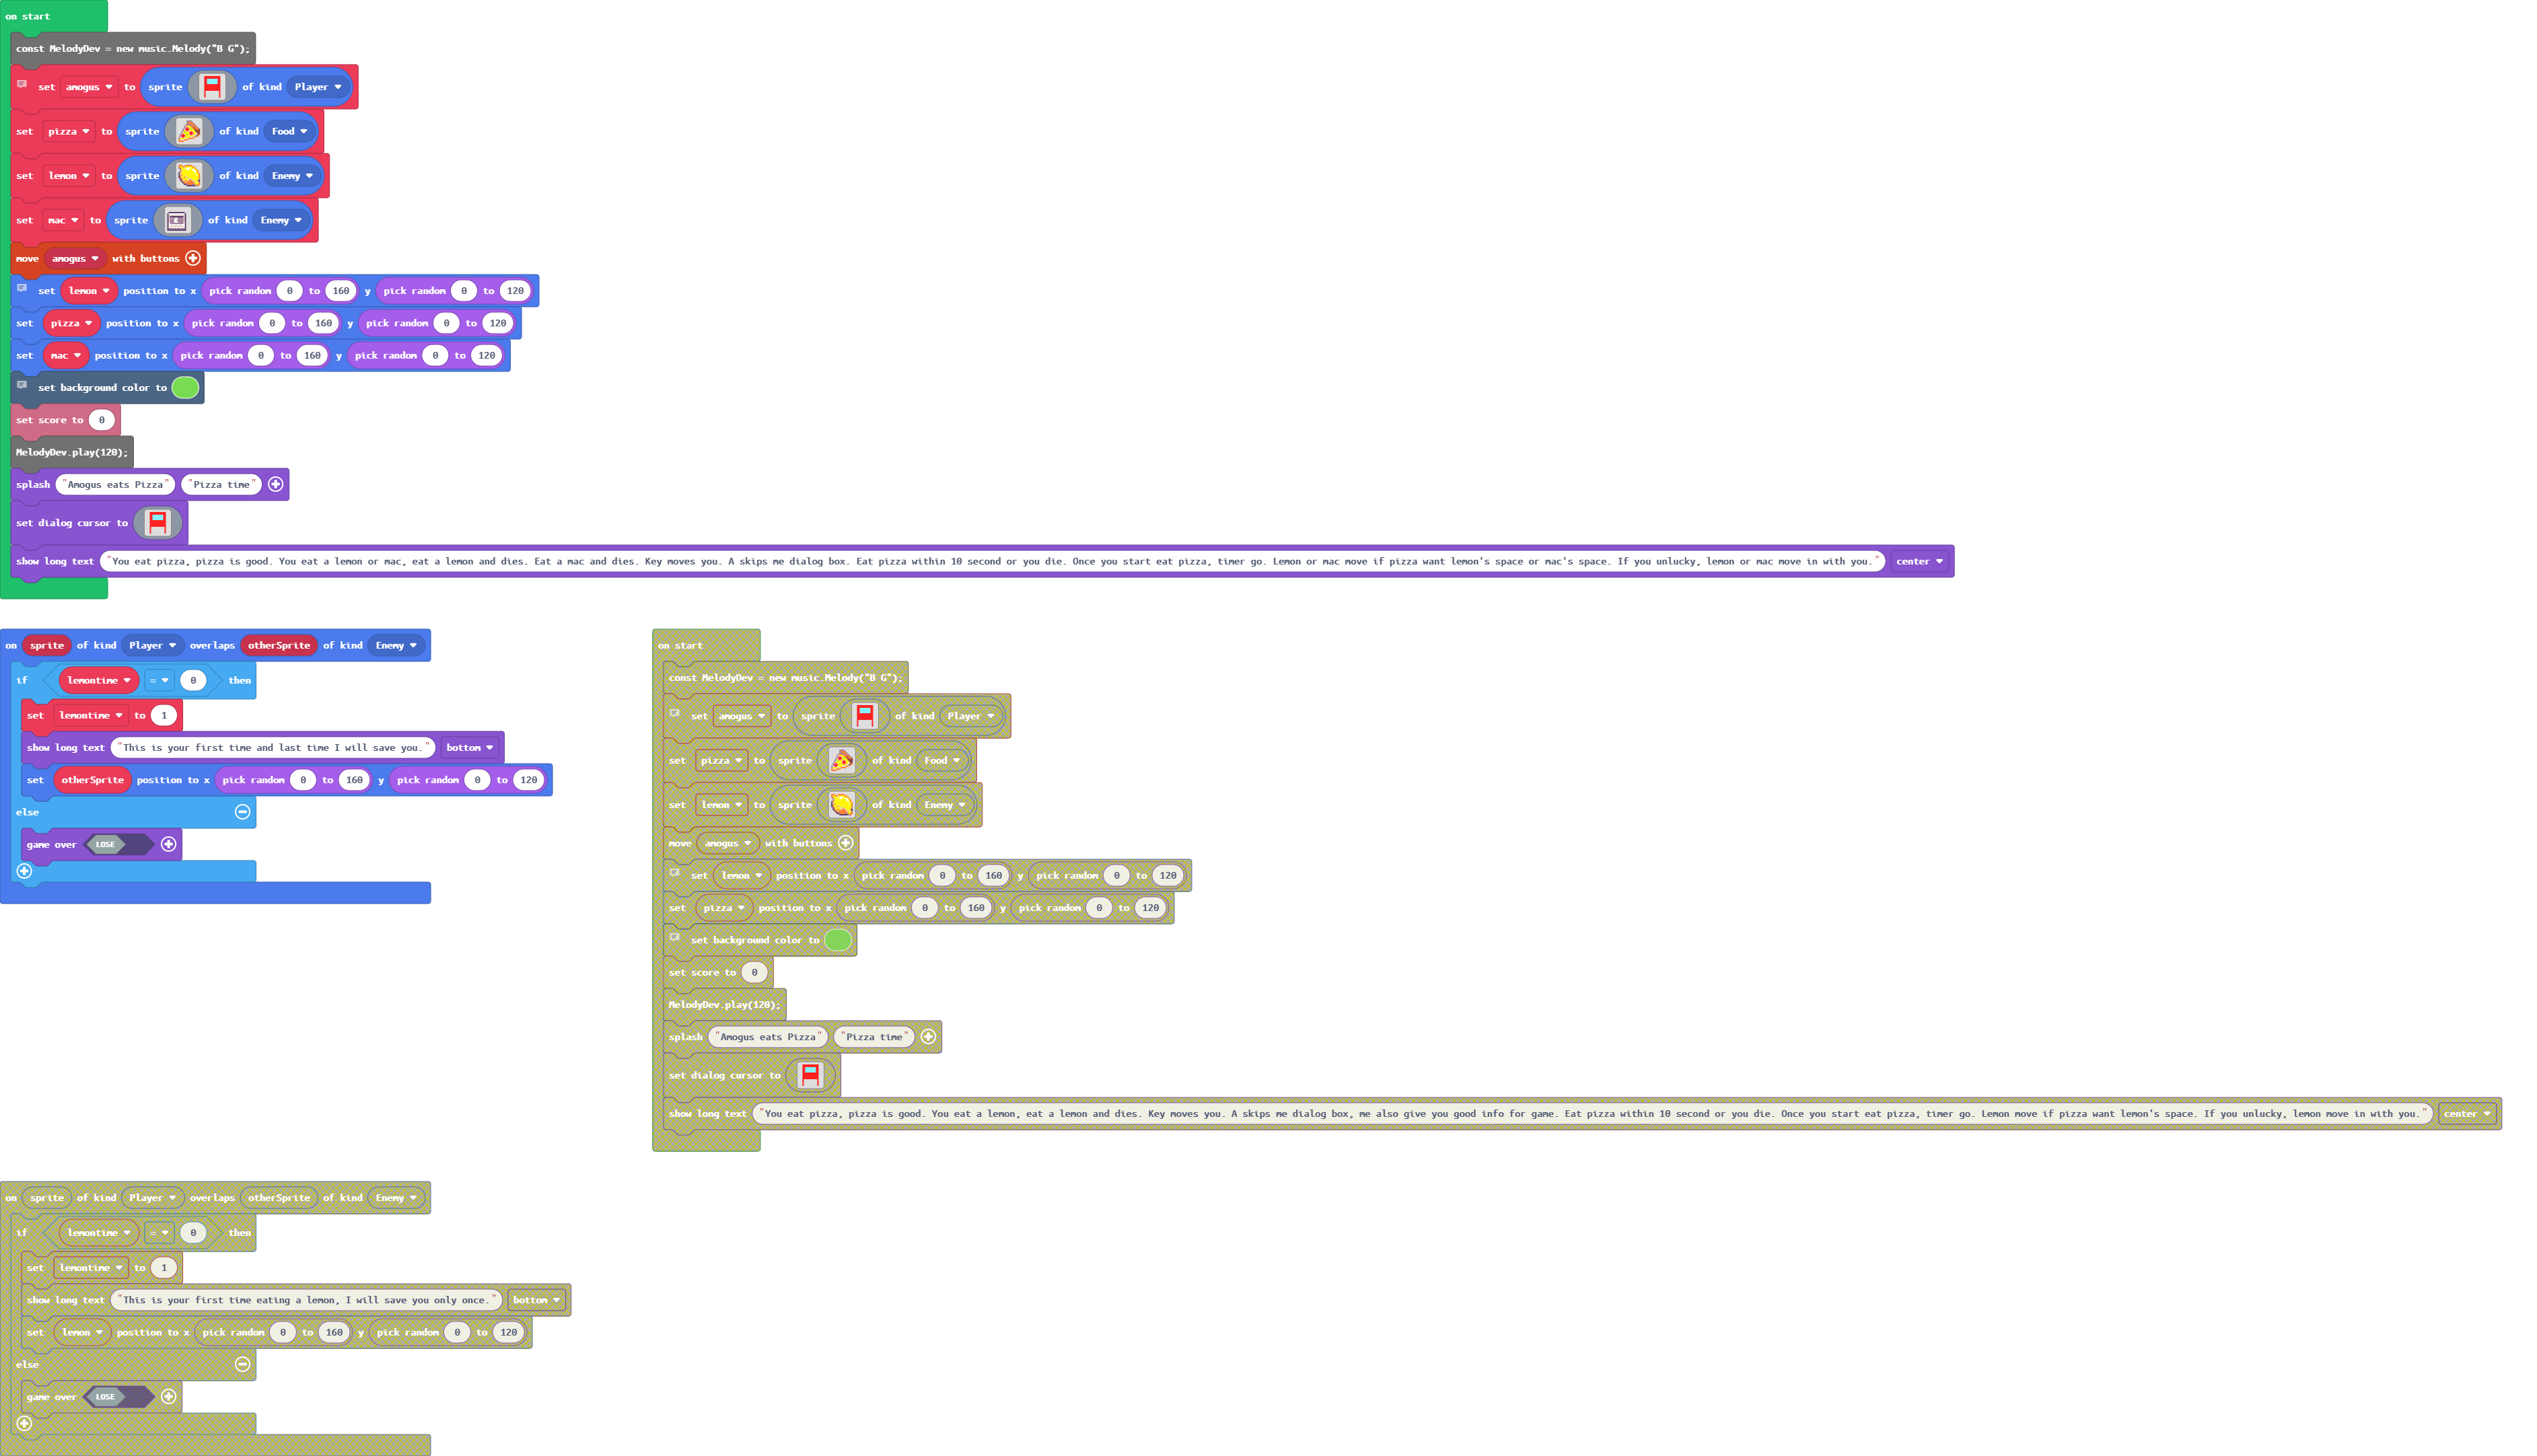 on start
const MelodyDev = new music.Melody("B G");
set amogus to sprite of kind Player
set pizza to sprite of kind Food
set lemon to sprite of kind Enemy
set mac to sprite of kind Enemy
move amogus with buttons
set lemon position to x pick random 0 to 160 y pick random 0 to 120
set pizza position to x pick random 0 to 160 y pick random 0 to 120
set mac position to x pick random 0 to 160 y pick random 0 to 120
set background color to
set score to 0
MelodyDev.play(120);
splash "Amogus eats Pizza" "Pizza time"
set dialog cursor to
show long text "You eat pizza, pizza is good. You eat a lemon or mac, eat a lemon and dies. Eat a mac and dies. Key moves you. A skips me dialog box. Eat pizza within 10 second or you die. Once you start eat pizza, timer go. Lemon or mac move if pizza want lemon's space or mac's space. If you unlucky, lemon or mac move in with you." center
on sprite of kind Player overlaps otherSprite of kind Enemy
if lemontime = 0 then
set lemontime to 1
show long text "This is your first time and last time I will save you." bottom
set otherSprite position to x pick random 0 to 160 y pick random 0 to 120
else
game over LOSE
on start
const MelodyDev = new music.Melody("B G");
set amogus to sprite of kind Player
set pizza to sprite of kind Food
set lemon to sprite of kind Enemy
move amogus with buttons
set lemon position to x pick random 0 to 160 y pick random 0 to 120
set pizza position to x pick random 0 to 160 y pick random 0 to 120
set background color to
set score to 0
MelodyDev.play(120);
splash "Amogus eats Pizza" "Pizza time"
set dialog cursor to
show long text "You eat pizza, pizza is good. You eat a lemon, eat a lemon and dies. Key moves you. A skips me dialog box, me also give you good info for game. Eat pizza within 10 second or you die. Once you start eat pizza, timer go. Lemon move if pizza want lemon's space. If you unlucky, lemon move in with you." center
on sprite of kind Player overlaps otherSprite of kind Enemy
if lemontime = 0 then
set lemontime to 1
show long text "This is your first time eating a lemon, I will save you only once." bottom
set lemon position to x pick random 0 to 160 y pick random 0 to 120
else
game over LOSE